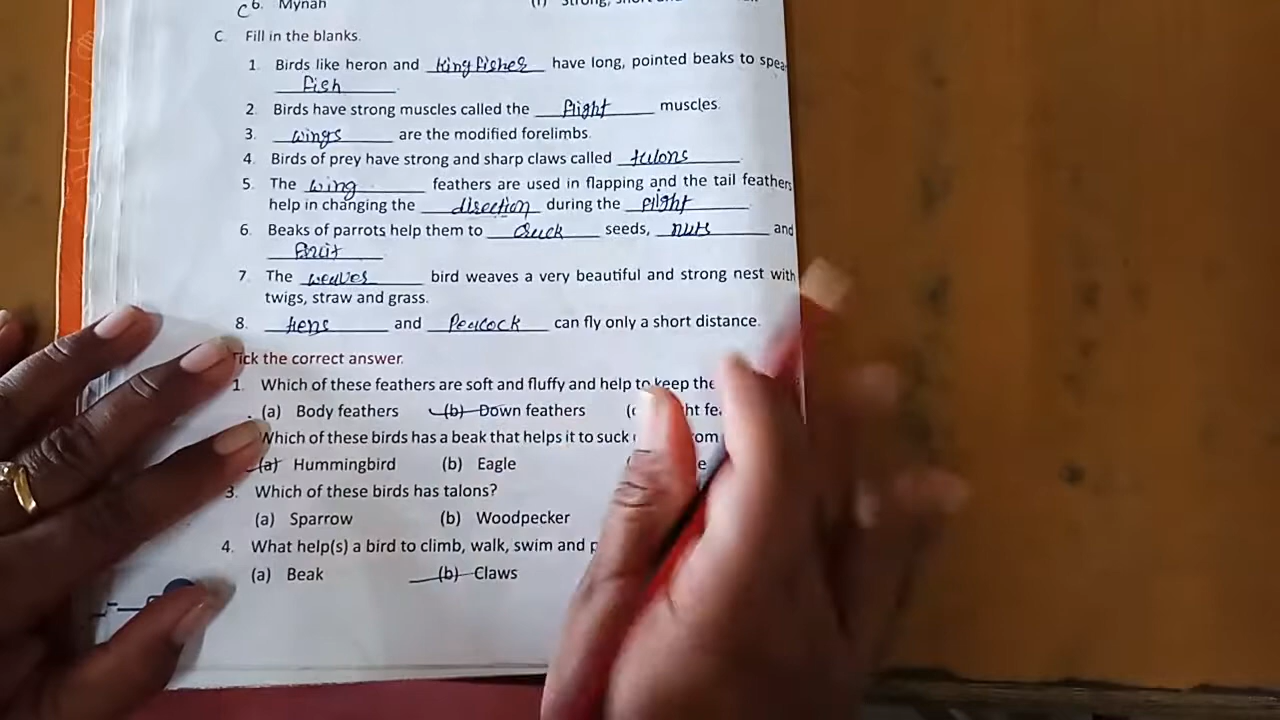 6. Mynah
C. Fill in the blanks.
1. Birds like heron and kingfisher have long, pointed beaks to spea
fish
2. Birds have strong muscles called the flight muscles.
3. wings are the modified forelimbs.
4. Birds of prey have strong and sharp claws called talons.
5. The wing feathers are used in flapping and the tail feathers
help in changing the direction during the flight.
6. Beaks of parrots help them to seeds, nuts and
fruit
7. The bird weaves a very beautiful and strong nest with
twigs, straw and grass.
8. hens and Peacock can fly only a short distance.
Tick the correct answer.
1. Which of these feathers are soft and fluffy and help to keep the
(a) Body feathers (b) Down feathers
Which of these birds has a beak that helps it to suck
(a) Hummingbird (b) Eagle
3. Which of these birds has talons?
(a) Sparrow (b) Woodpecker
4. What help(s) a bird to climb, walk, swim and
(a) Beak (b) Claws